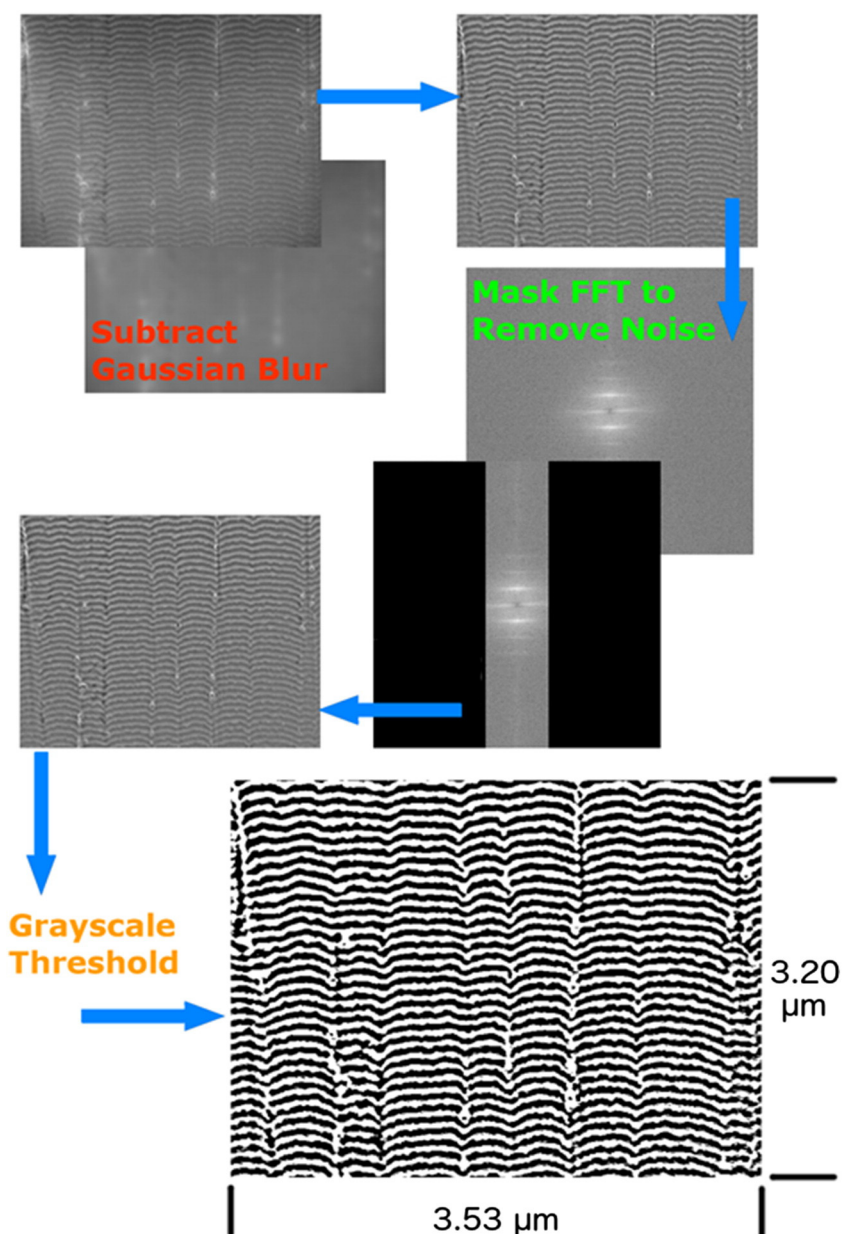 Subtract
Gaussian Blur
Mask FFT to
Remove Noise
Grayscale
Threshold
3.20
μm
3.53 μm